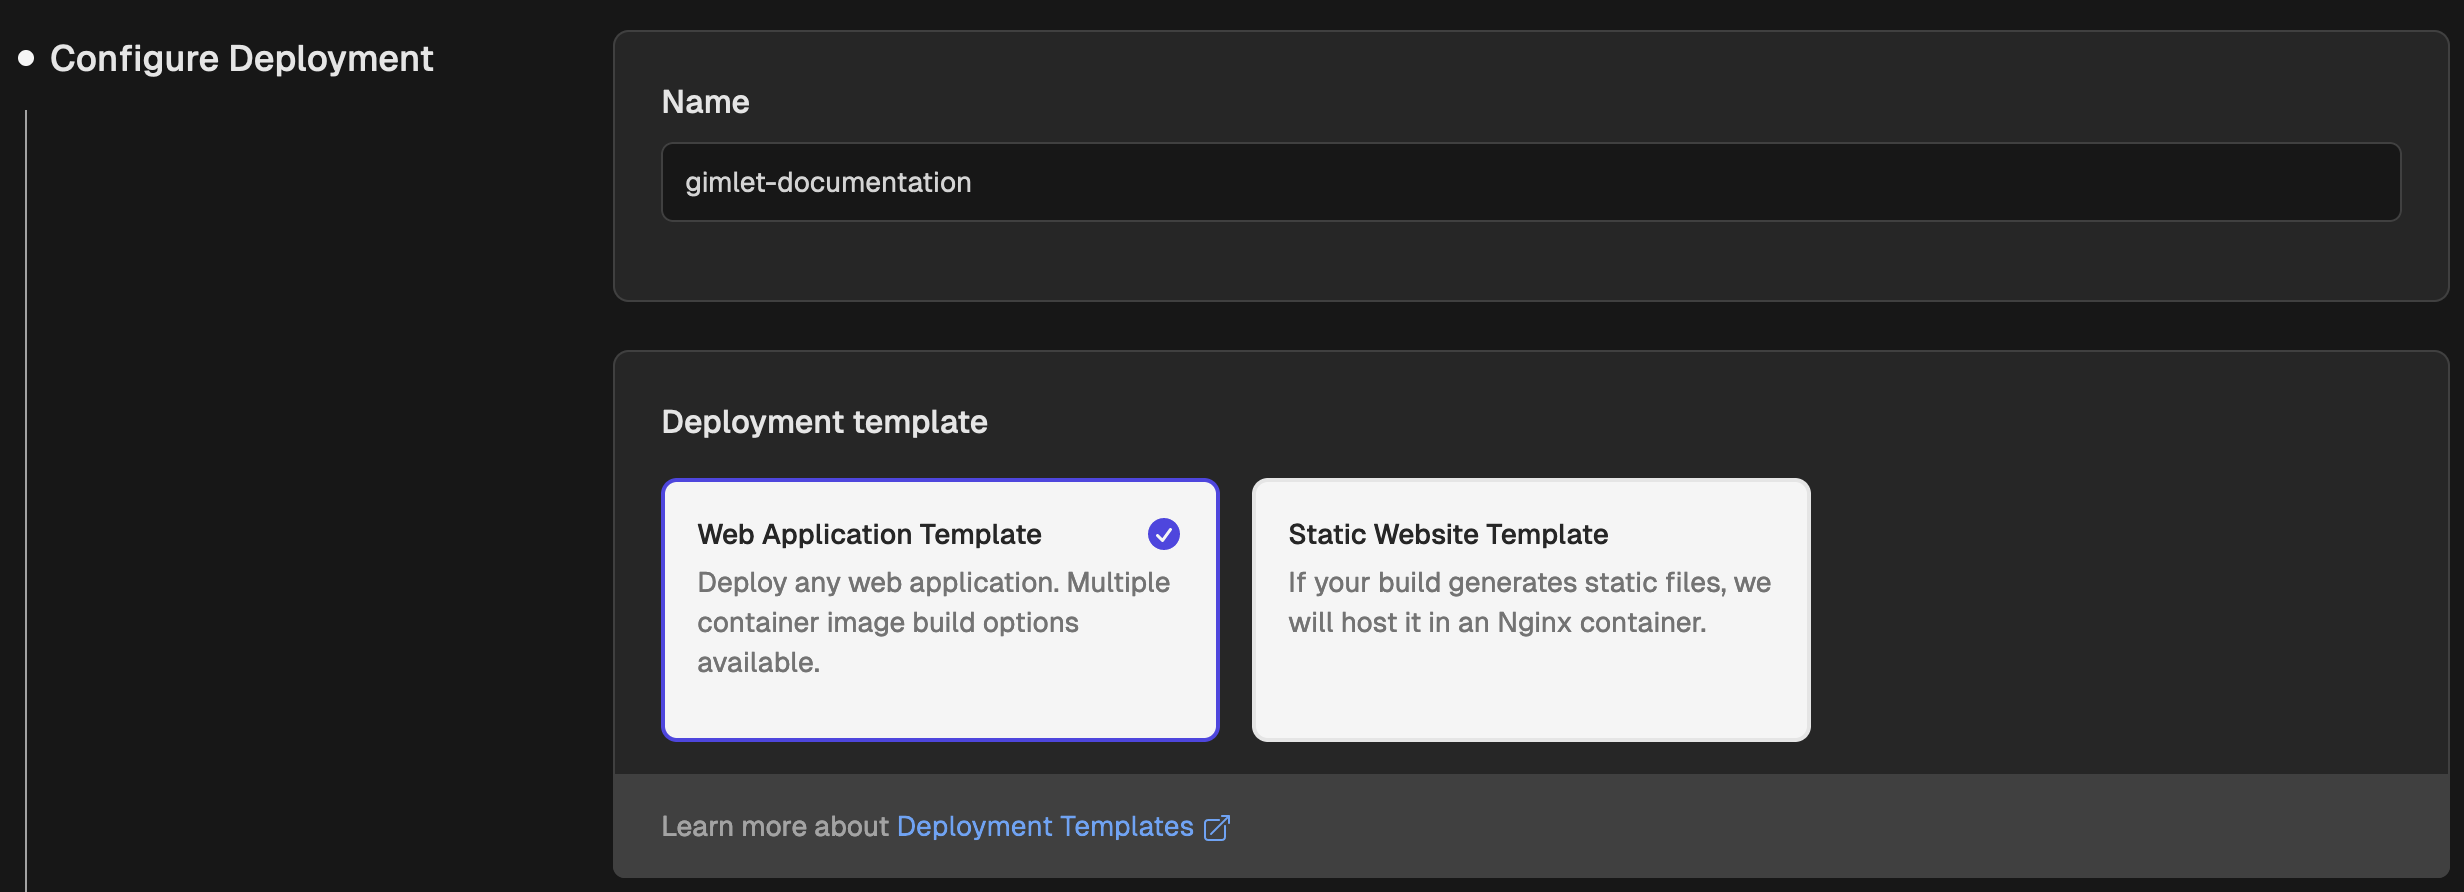 Configure Deployment
Name
gimlet-documentation
Deployment template
Web Application Template
Deploy any web application. Multiple
container image build options
available.
Static Website Template
If your build generates static files, we
will host it in an Nginx container.
Learn more about Deployment Templates